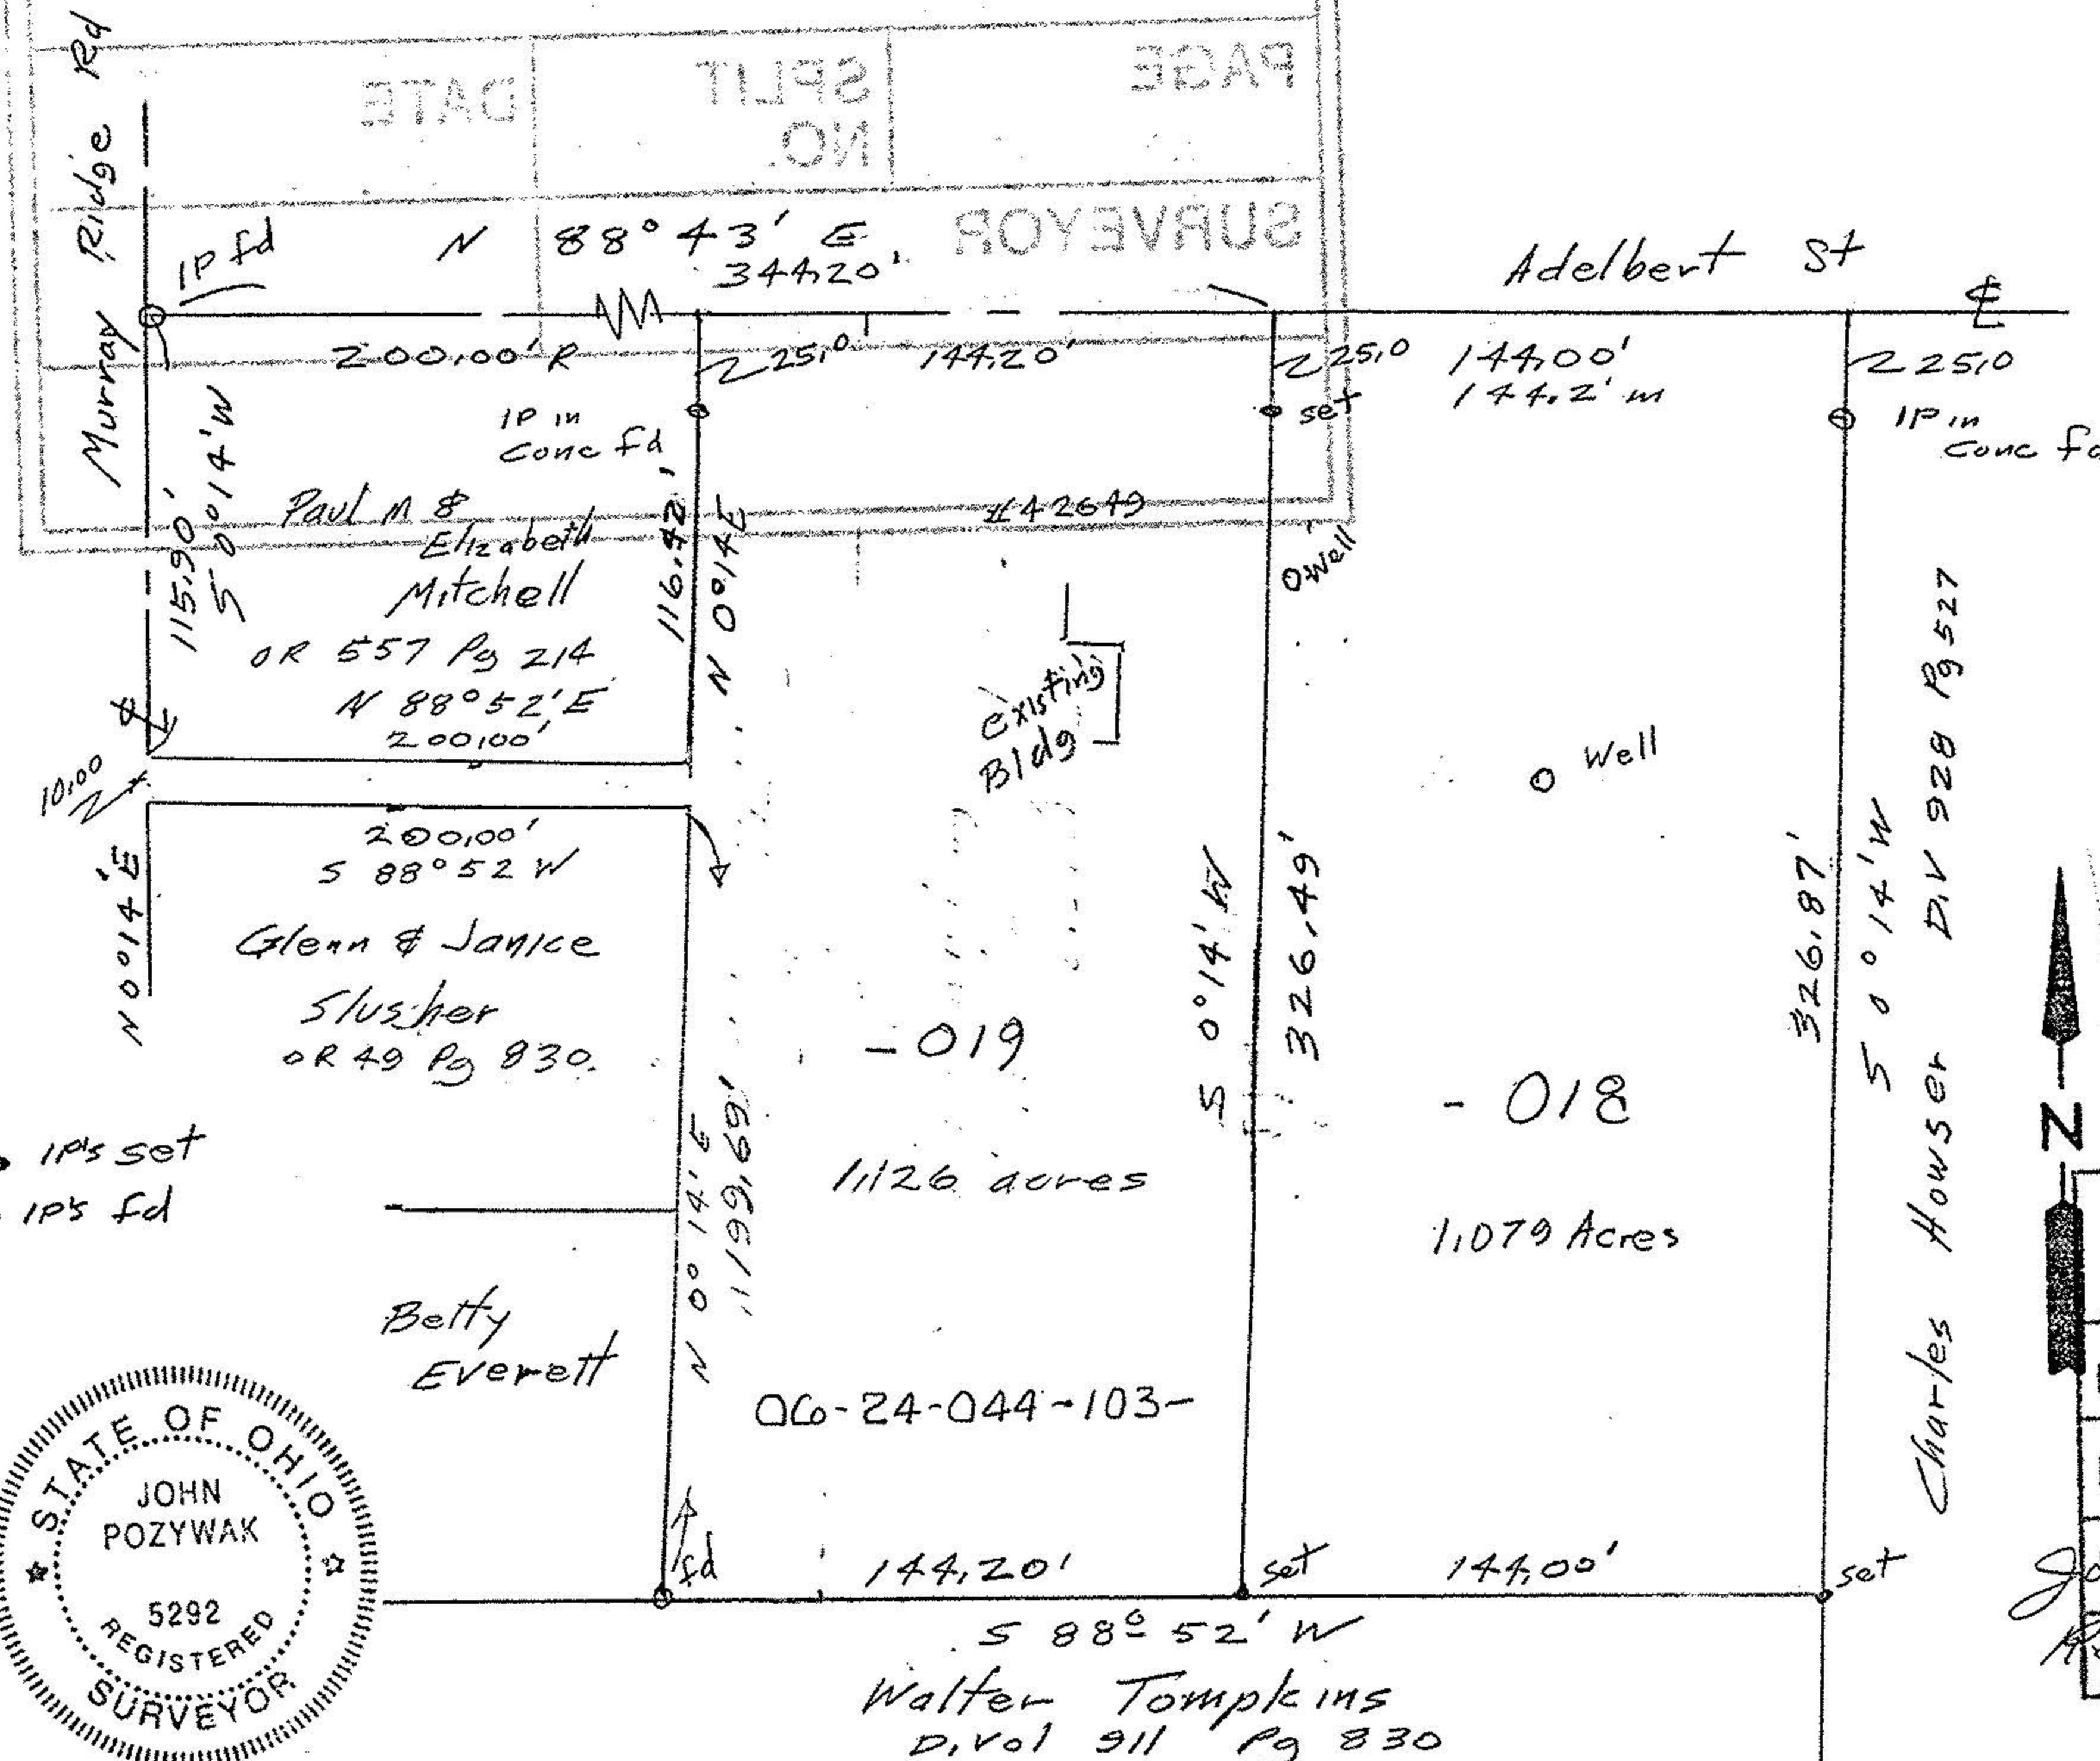 PAGE
SPLIT
NO.
DATE
SURVEYOR
Murray Ridge Rd
IP fd
N 88° 43' E
344.20'
Adelbert St
℄
200.00' R
25.0
144.20'
25.0
144.00'
144.2' m
25.0
IP in
Conc fd
set
IP in
Conc fd
115.90'
S 0°14' W
Paul M &
Elizabeth
Mitchell
OR 557 Pg 214
N 88° 52' E
200.00'
116.42'
N 0°14' E
#42649
Well
existing
Bldg
Well
℄
10.00
N 0°14' E
200.00'
S 88° 52 W
Glenn & Janice
Slusher
OR 49 Pg 830.
N 0° 14' E
199.69'
-019
1.126 acres
06-24-044-103-
S 0°14' W
326.49'
-018
1.079 Acres
326.87'
S 0° 14' W
Charles Howser D.V 928 Pg 527
N
IP's set
IP's fd
Betty
Everett
STATE OF OHIO
JOHN
POZYWAK
5292
REGISTERED
SURVEYOR
fd
144.20'
set
144.00'
set
S 88° 52' W
Walter Tompkins
D.Vol 911 Pg 830